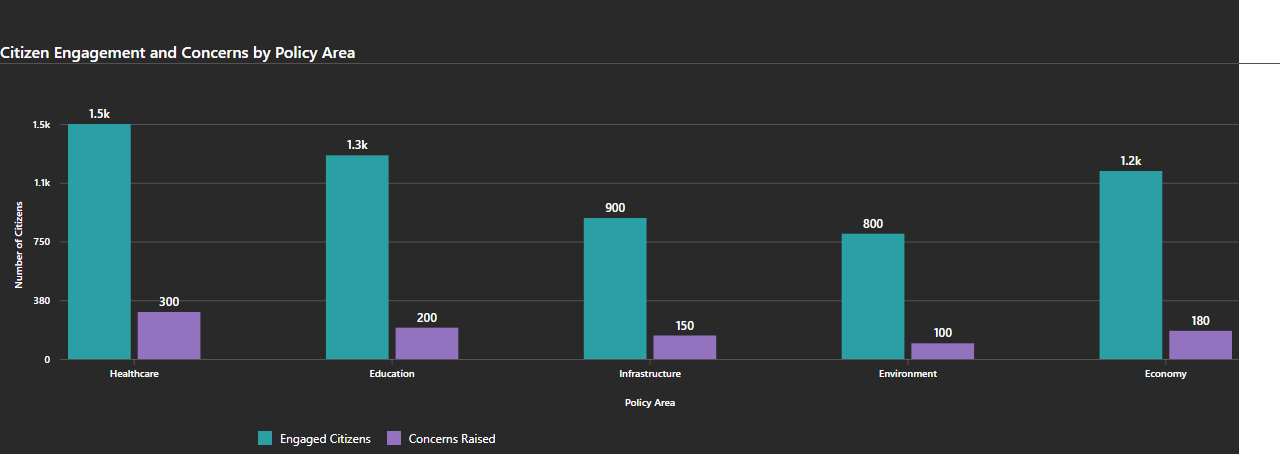 Citizen Engagement and Concerns by Policy Area
Number of Citizens
1.5k
1.1k
750
380
0
1.5k
300
1.3k
200
900
150
800
100
1.2k
180
Healthcare
Education
Infrastructure
Environment
Economy
Policy Area
Engaged Citizens
Concerns Raised